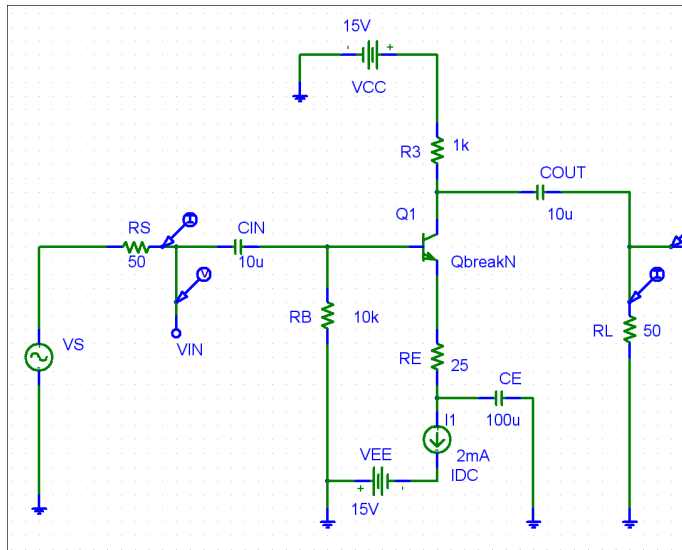 15V
- +
VCC
R3 1k
COUT
10u
Q1
QbreakN
RS
50
I
CIN
10u
V
VIN
VS
RB 10k
RE 25
CE
100u
I1
2mA
IDC
VEE
+ -
15V
I
RL 50